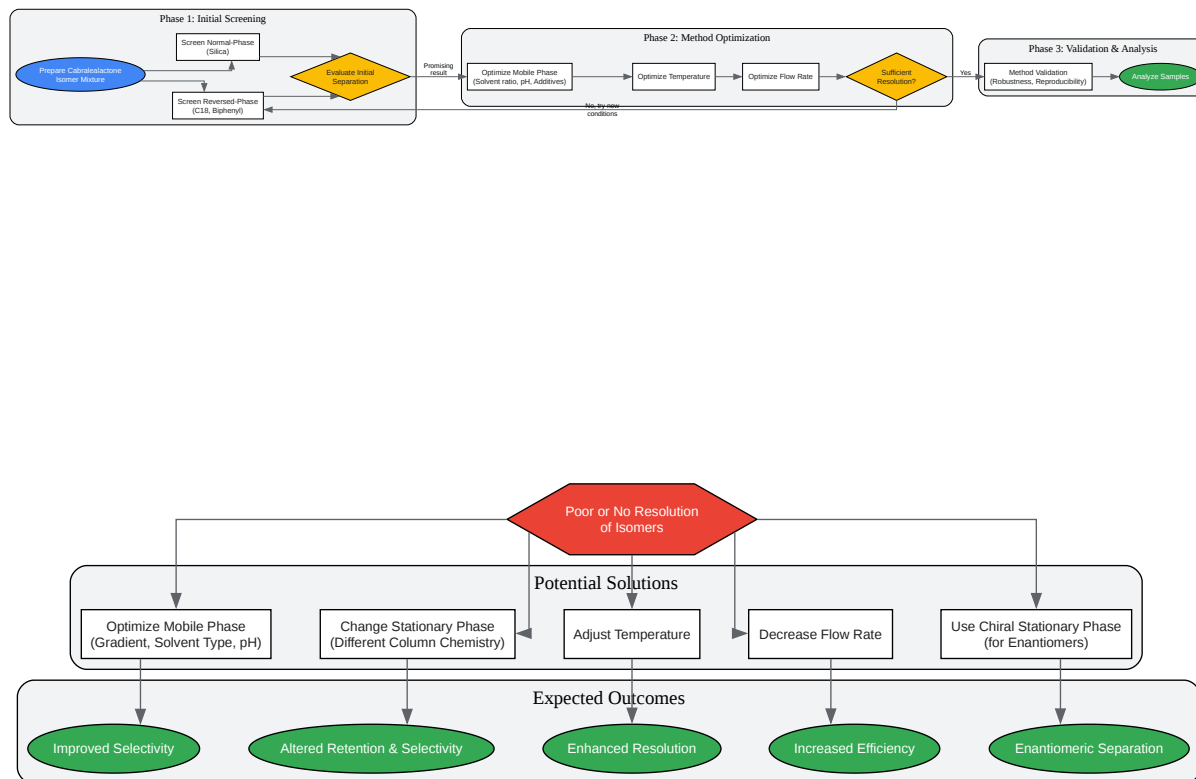 Phase 1: Initial Screening
Prepare Cabralealactone
Isomer Mixture
Screen Normal-Phase
(Silica)
Screen Reversed-Phase
(C18, Biphenyl)
Evaluate Initial
Separation
Promising
result
Phase 2: Method Optimization
Optimize Mobile Phase
(Solvent ratio, pH, Additives)
Optimize Temperature
Optimize Flow Rate
Sufficient
Resolution?
No, try new
conditions
Yes
Phase 3: Validation & Analysis
Method Validation
(Robustness, Reproducibility)
Analyze Samples
Poor or No Resolution
of Isomers
Potential Solutions
Optimize Mobile Phase
(Gradient, Solvent Type, pH)
Change Stationary Phase
(Different Column Chemistry)
Adjust Temperature
Decrease Flow Rate
Use Chiral Stationary Phase
(for Enantiomers)
Expected Outcomes
Improved Selectivity
Altered Retention & Selectivity
Enhanced Resolution
Increased Efficiency
Enantiomeric Separation